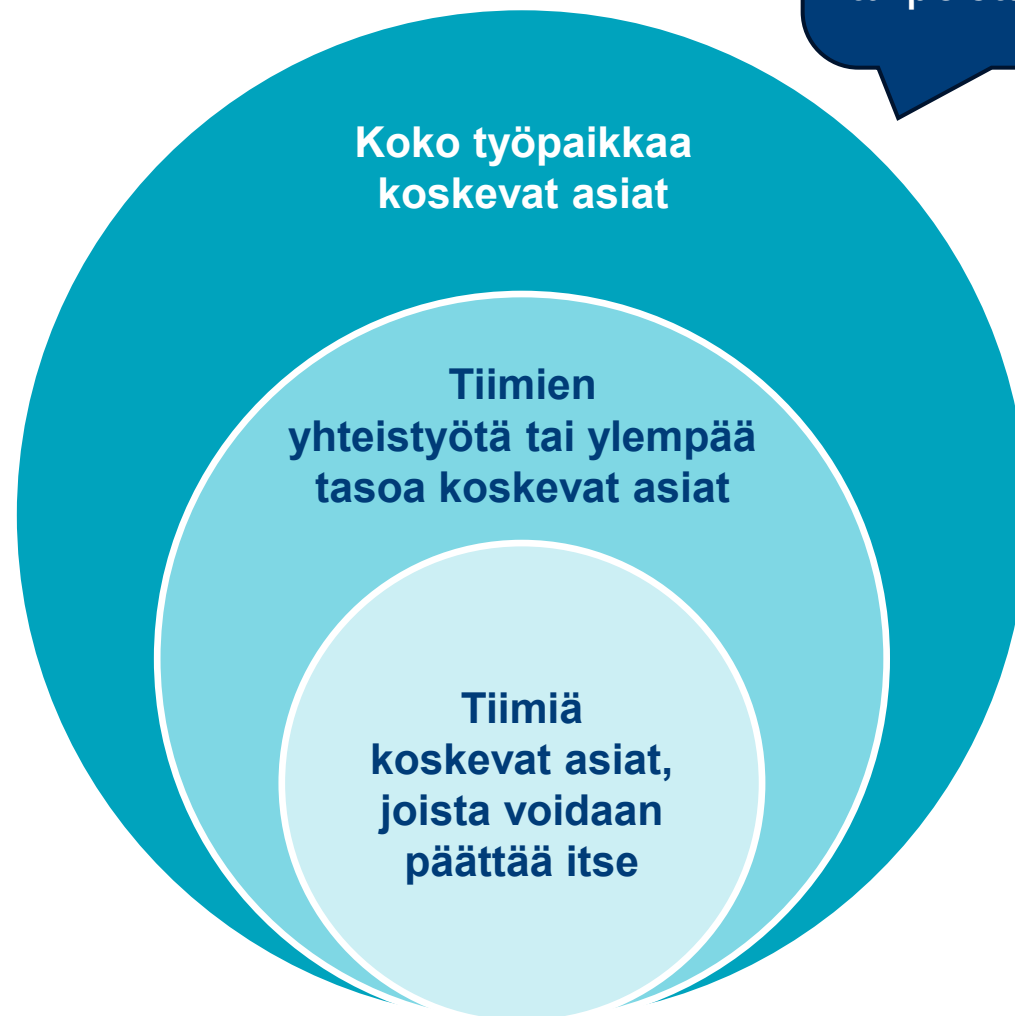 Koko työpaikkaa
koskevat asiat
Tiimien
yhteistyötä tai ylempää
tasoa koskevat asiat
Tiimiä
koskevat asiat,
joista voidaan
päättää itse